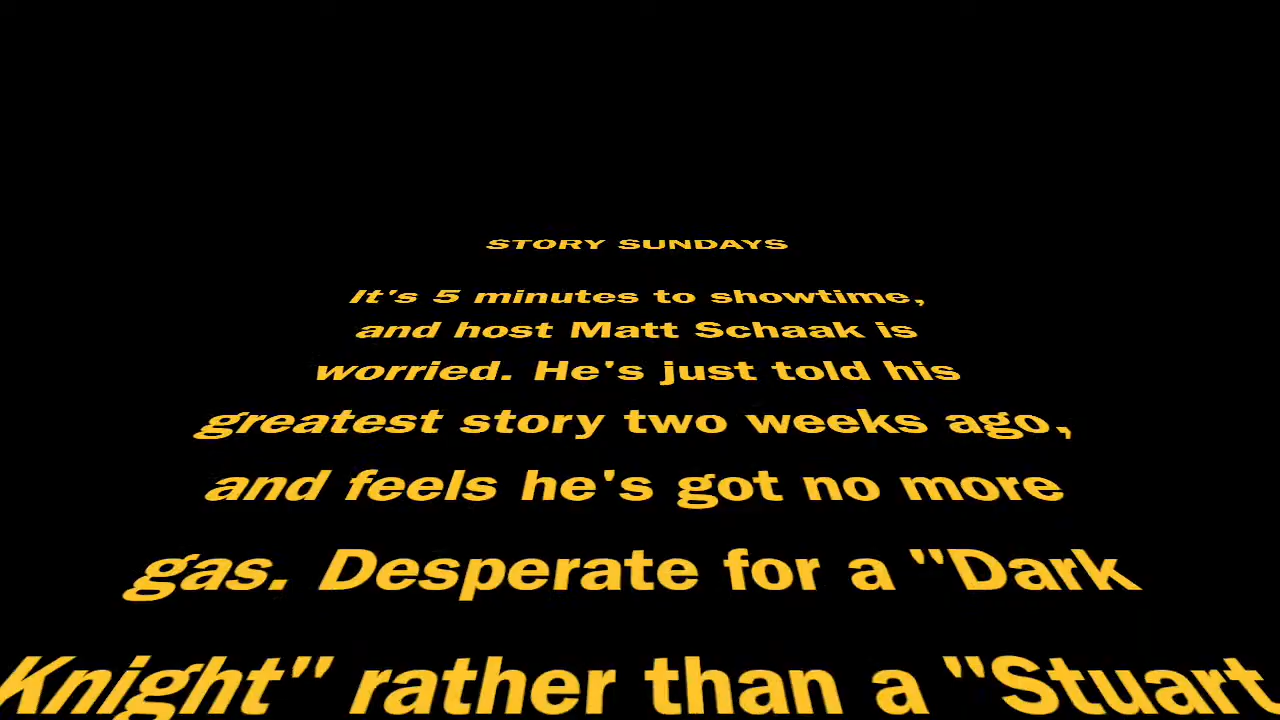 STORY SUNDAYS
It's 5 minutes to showtime,
and host Matt Schaak is
worried. He's just told his
greatest story two weeks ago,
and feels he's got no more
gas. Desperate for a "Dark
Knight" rather than a "Stuart